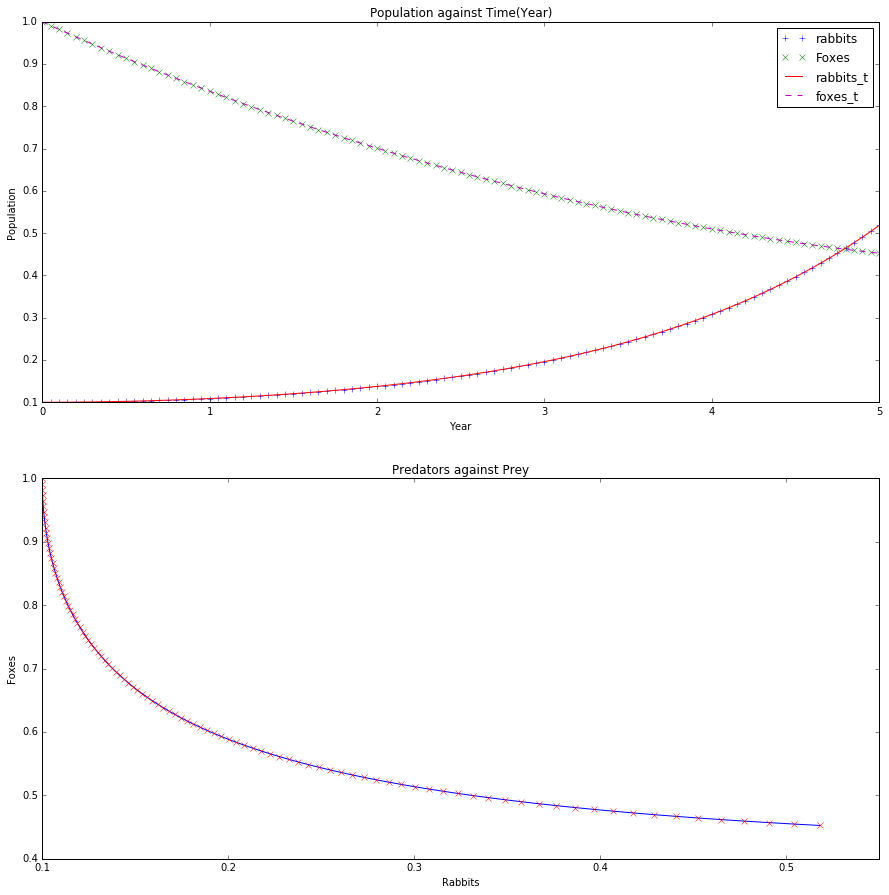 Population against Time(Year)
1.0
0.9
0.8
0.7
0.6
0.5
0.4
0.3
0.2
0.1
Population
rabbits
Foxes
rabbits_t
foxes_t
0 1 2 3 4 5
Year
Predators against Prey
1.0
0.9
0.8
0.7
0.6
0.5
0.4
Foxes
0.1 0.2 0.3 0.4 0.5
Rabbits